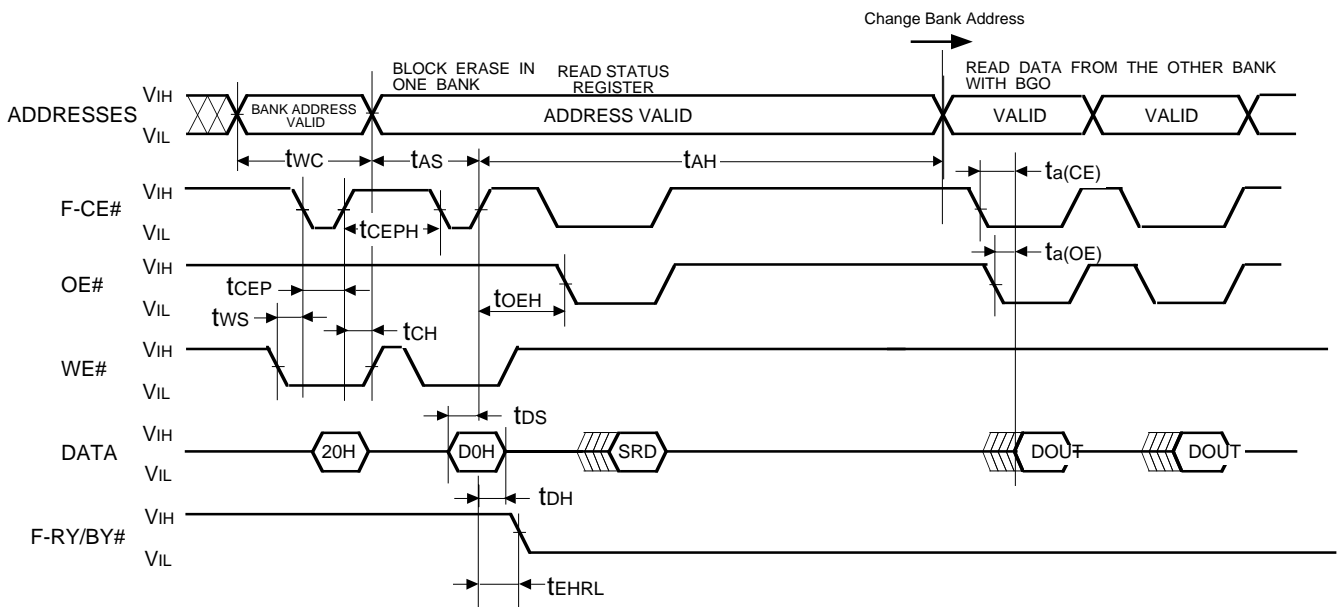 Change Bank Address
BLOCK ERASE IN
ONE BANK
READ STATUS
REGISTER
READ DATA FROM THE OTHER BANK
WITH BGO
ADDRESSES
VIH
VIL
BANK ADDRESS
VALID
ADDRESS VALID
VALID
VALID
tWC
tAS
tAH
ta(CE)
F-CE#
VIH
VIL
tCEPH
OE#
VIH
VIL
tCEP
tOEH
ta(OE)
tWS
tCH
WE#
VIH
VIL
tDS
DATA
VIH
VIL
20H
D0H
SRD
DOUT
DOUT
tDH
F-RY/BY#
VIH
VIL
tEHRL